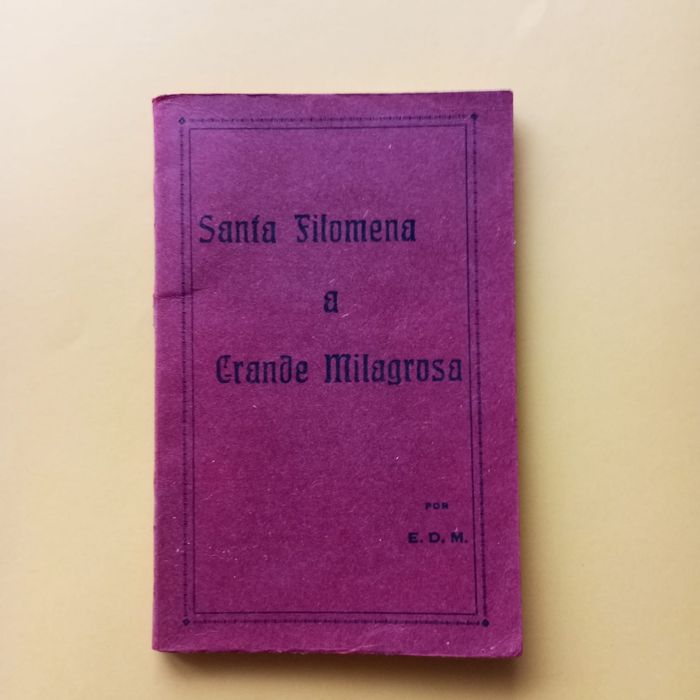 Santa Filomena
a
Grande Milagrosa
POR
E. D. M.